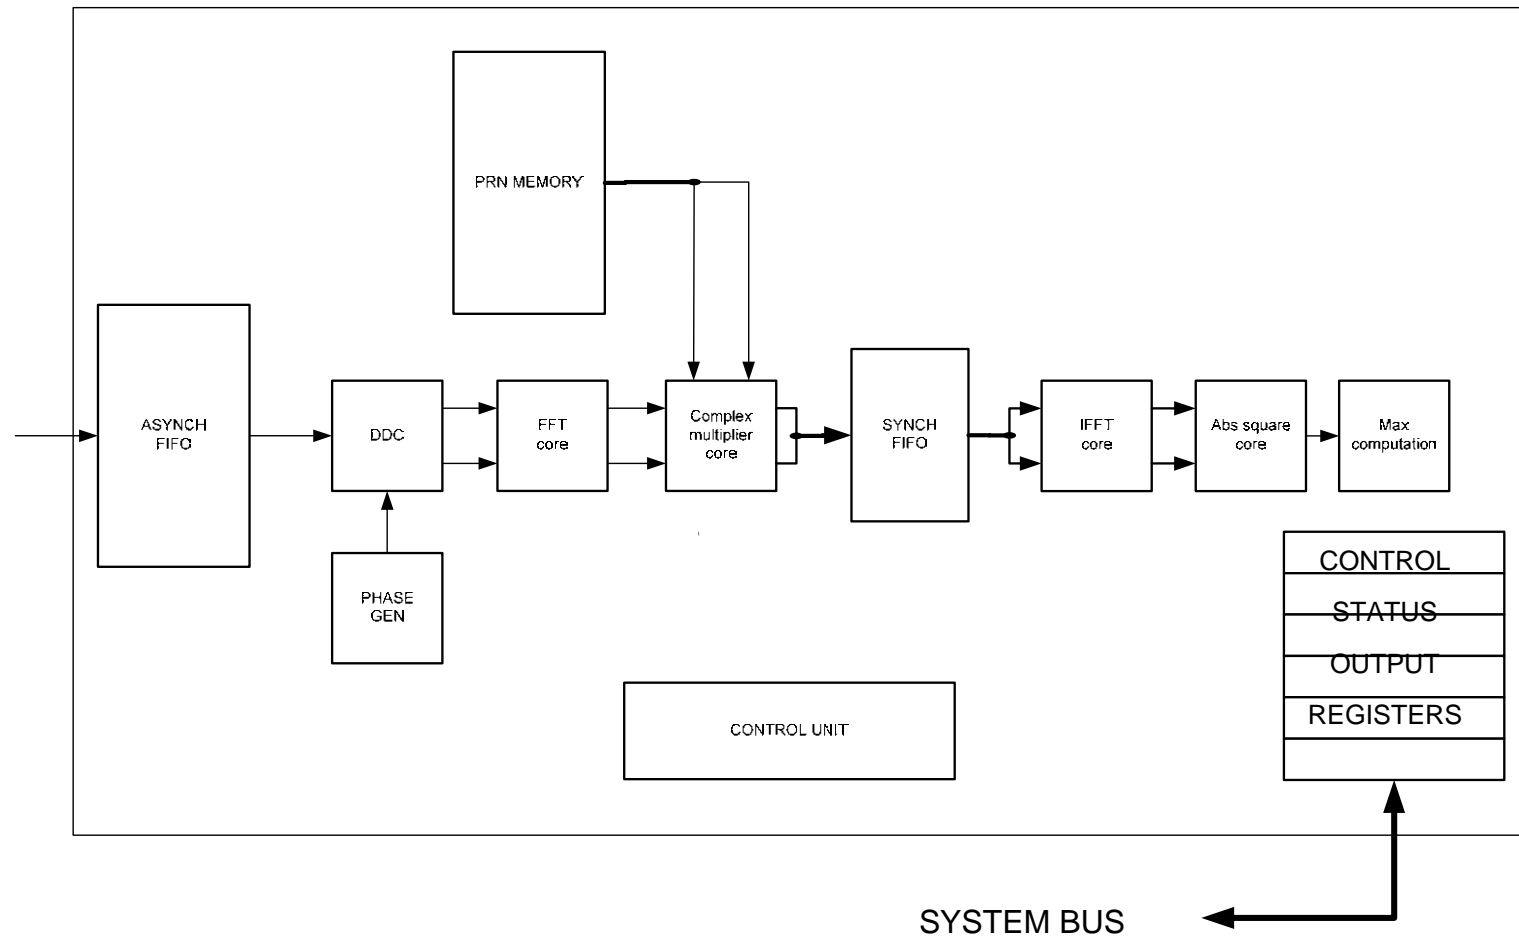 PRN MEMORY
ASYNCH
FIFO
DDC
FFT
core
Complex
multiplier
core
SYNCH
FIFO
IFFT
core
Abs square
core
Max
computation
PHASE
GEN
CONTROL UNIT
CONTROL
STATUS
OUTPUT
REGISTERS
SYSTEM BUS